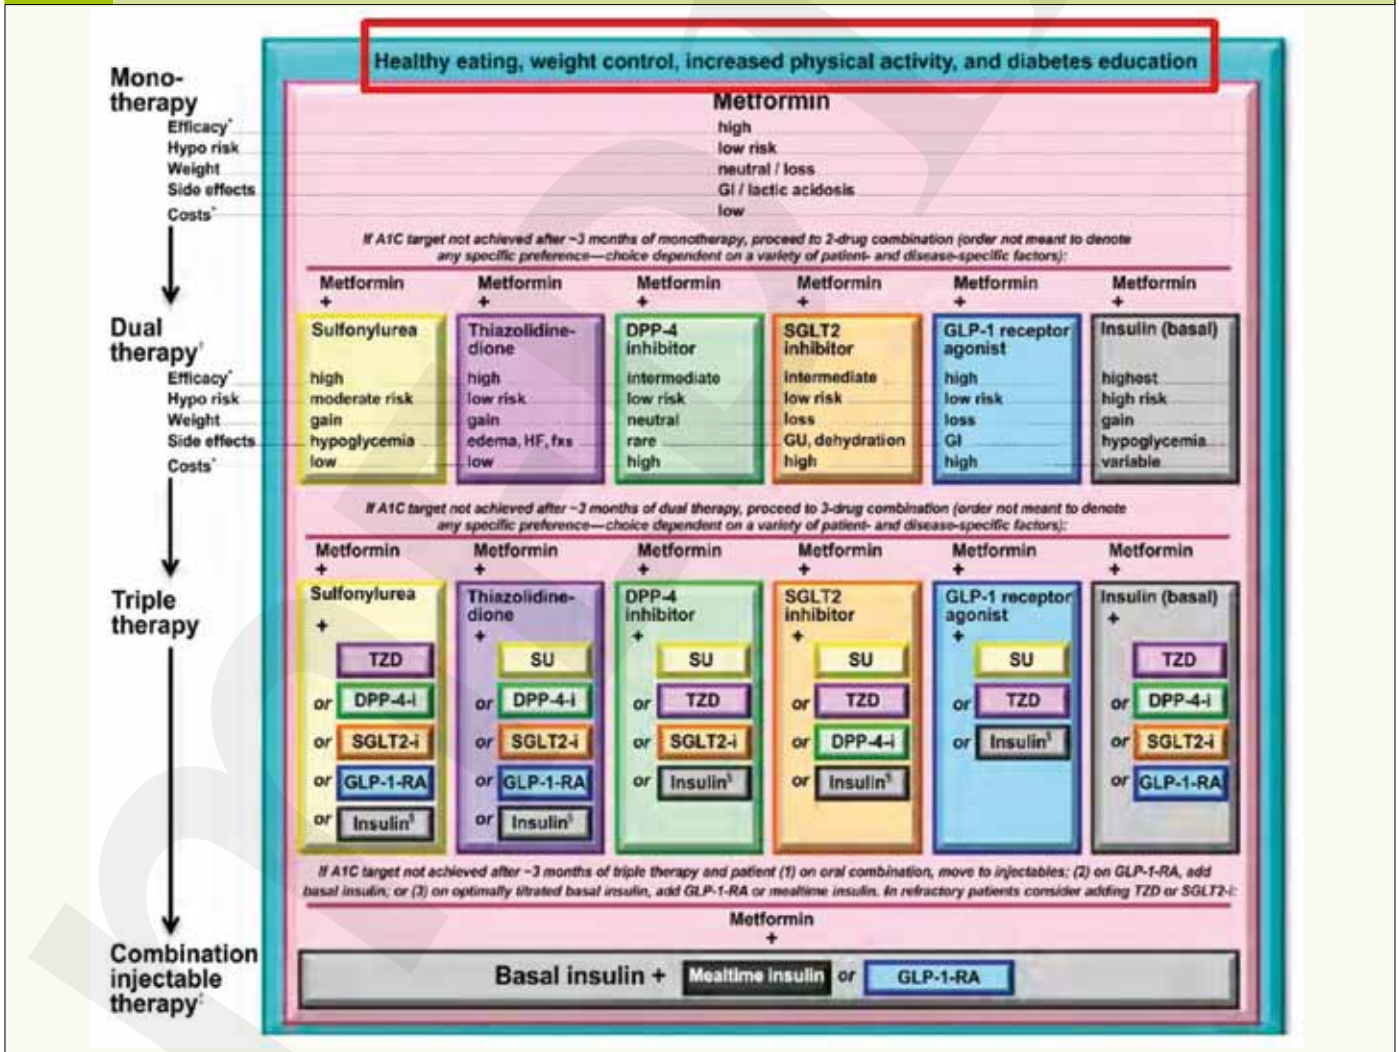 Healthy eating, weight control, increased physical activity, and diabetes education
Mono-
therapy
Metformin
Efficacy* high
Hypo risk low risk
Weight neutral / loss
Side effects GI / lactic acidosis
Costs* low
If A1C target not achieved after ~3 months of monotherapy, proceed to 2-drug combination (order not meant to denote
any specific preference—choice dependent on a variety of patient- and disease-specific factors):
Metformin Metformin Metformin Metformin Metformin Metformin
+ + + + + +
Dual
therapy†
Sulfonylurea Thiazolidine- DPP-4 SGLT2 GLP-1 receptor Insulin (basal)
dione inhibitor inhibitor agonist
Efficacy* high high intermediate intermediate high highest
Hypo risk moderate risk low risk low risk low risk low risk high risk
Weight gain gain neutral loss loss gain
Side effects hypoglycemia edema, HF, fxs rare GU, dehydration GI hypoglycemia
Costs* low low high high high variable
If A1C target not achieved after ~3 months of dual therapy, proceed to 3-drug combination (order not meant to denote
any specific preference—choice dependent on a variety of patient- and disease-specific factors):
Metformin Metformin Metformin Metformin Metformin Metformin
+ + + + + +
Triple
therapy
Sulfonylurea Thiazolidine- DPP-4 SGLT2 GLP-1 receptor Insulin (basal)
dione inhibitor inhibitor agonist
+ + + + + +
TZD SU SU SU SU TZD
or DPP-4-i or DPP-4-i or TZD or TZD or TZD or DPP-4-i
or SGLT2-i or SGLT2-i or SGLT2-i or DPP-4-i or Insulin§ or SGLT2-i
or GLP-1-RA or GLP-1-RA or Insulin§ or Insulin§ or GLP-1-RA
or Insulin§ or Insulin§
If A1C target not achieved after ~3 months of triple therapy and patient (1) on oral combination, move to injectables; (2) on GLP-1-RA, add
basal insulin; or (3) on optimally titrated basal insulin, add GLP-1-RA or mealtime insulin. In refractory patients consider adding TZD or SGLT2-i:
Metformin
+
Combination
injectable
therapy‡
Basal insulin + Mealtime insulin or GLP-1-RA